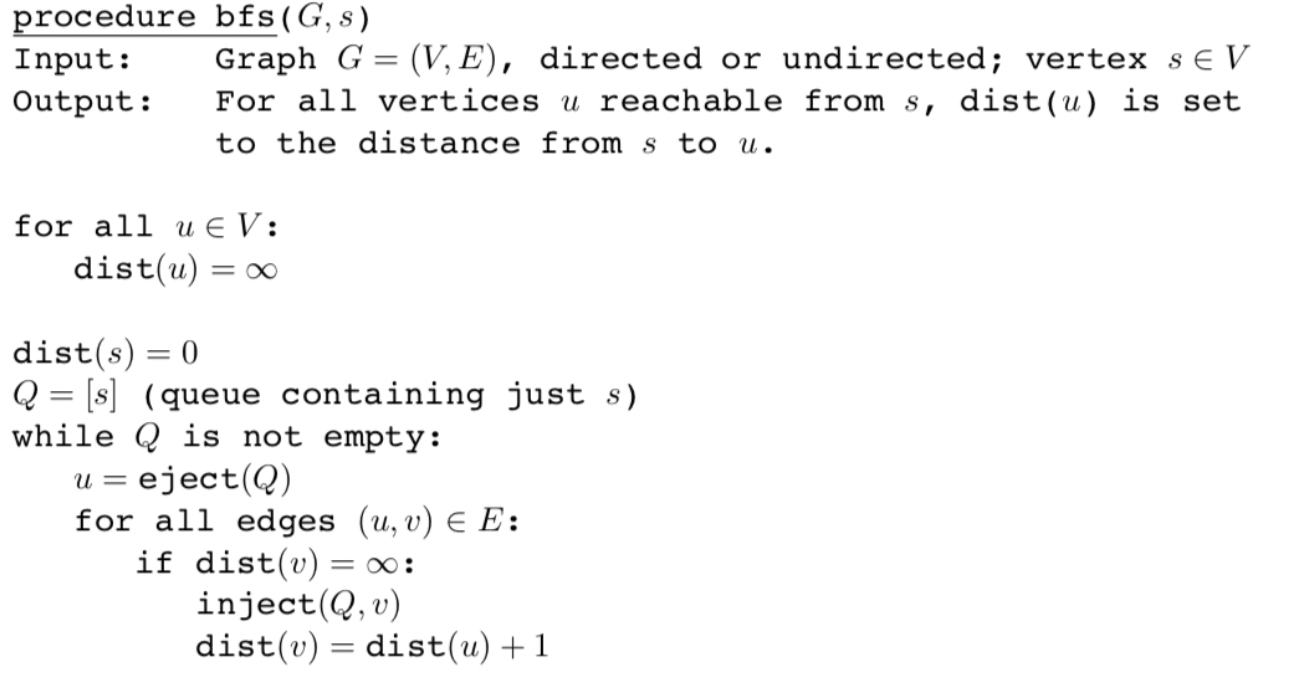 procedure bfs(G, s)
Input: Graph G = (V, E), directed or undirected; vertex s ∈ V
Output: For all vertices u reachable from s, dist(u) is set
to the distance from s to u.
for all u ∈ V:
dist(u) = ∞
dist(s) = 0
Q = [s] (queue containing just s)
while Q is not empty:
u = eject(Q)
for all edges (u, v) ∈ E:
if dist(v) = ∞:
inject(Q, v)
dist(v) = dist(u) + 1